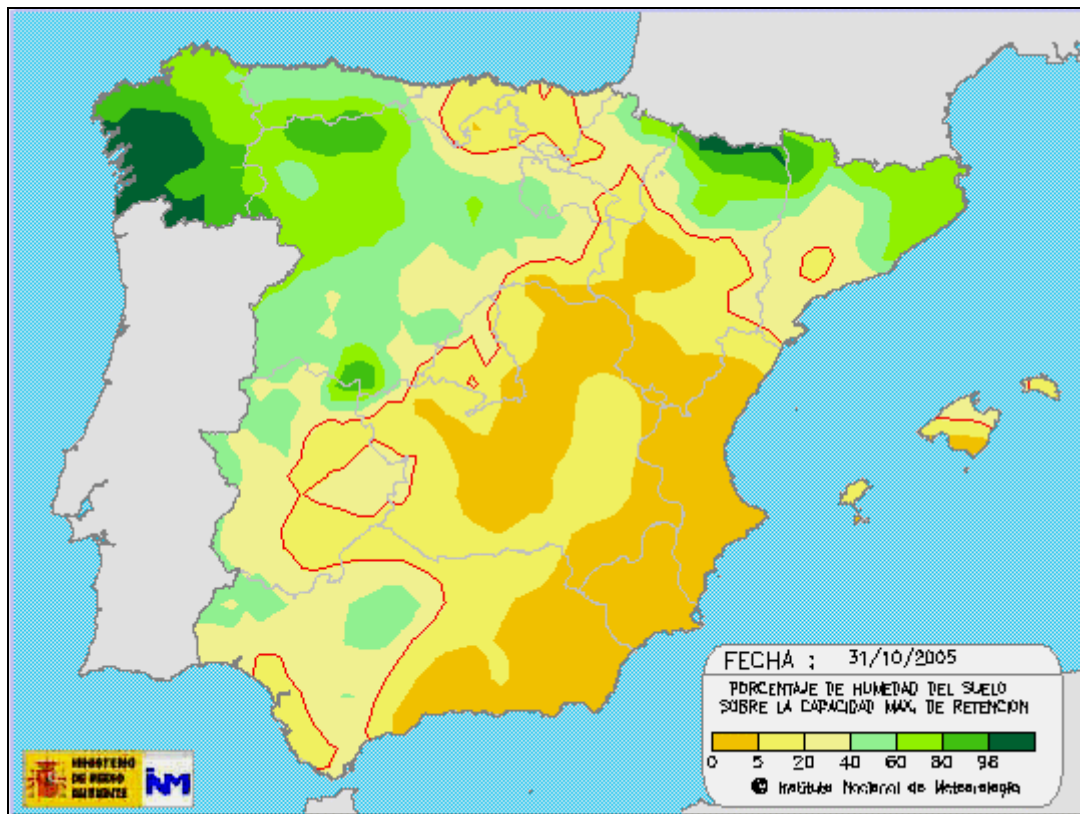 FECHA : 31/10/2005
PORCENTAJE DE HUMEDAD DEL SUELO
SOBRE LA CAPACIDAD MAX. DE RETENCION
0 5 20 40 60 80 98
© Instituto Nacional de Meteorología
MINISTERIO
DE MEDIO
AMBIENTE
INM